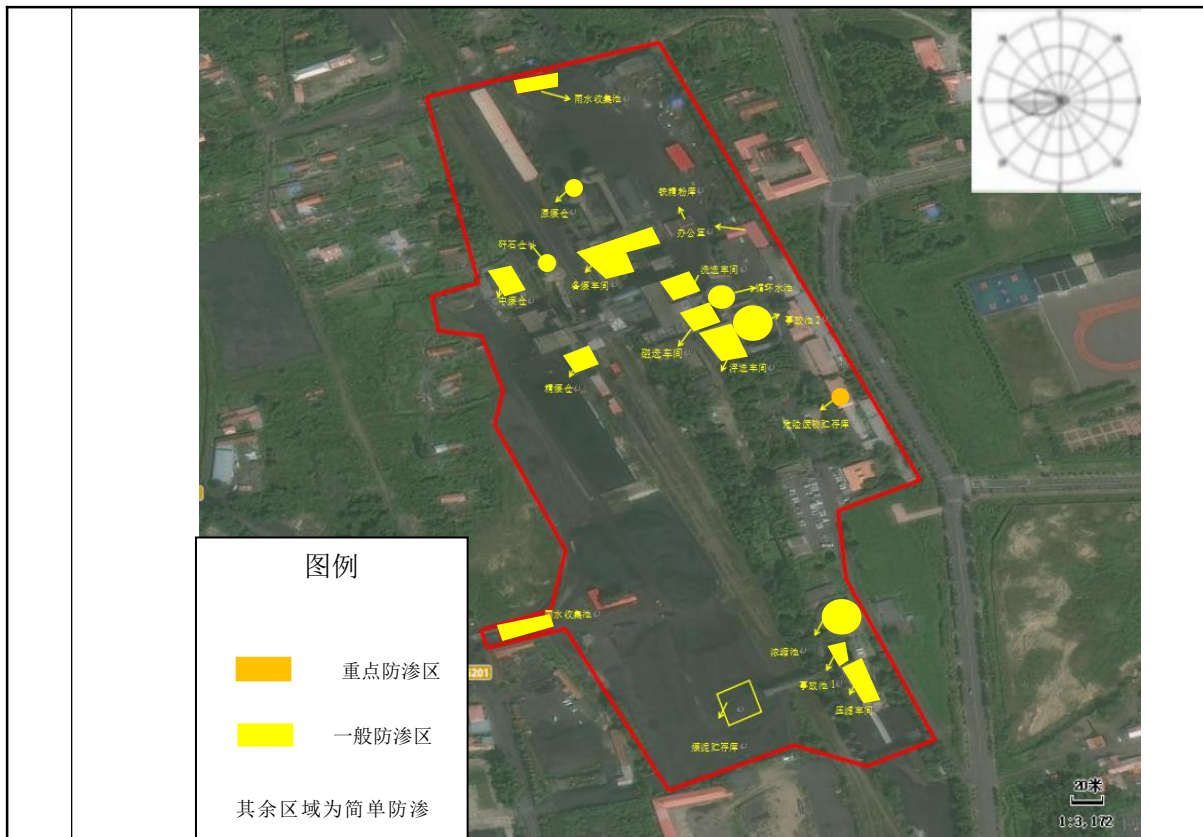 雨水收集池
铁精粉库
原煤仓
办公室
矸石仓
备煤车间
洗选车间
循环水池
中煤仓
事故池 2
磁选车间
浮选车间
精煤仓
危险废物贮存库
图例
雨水收集池
重点防渗区
浓缩池
G201
事故池 1
压滤车间
一般防渗区
煤泥贮存库
其余区域为简单防渗
20米
1:3,172